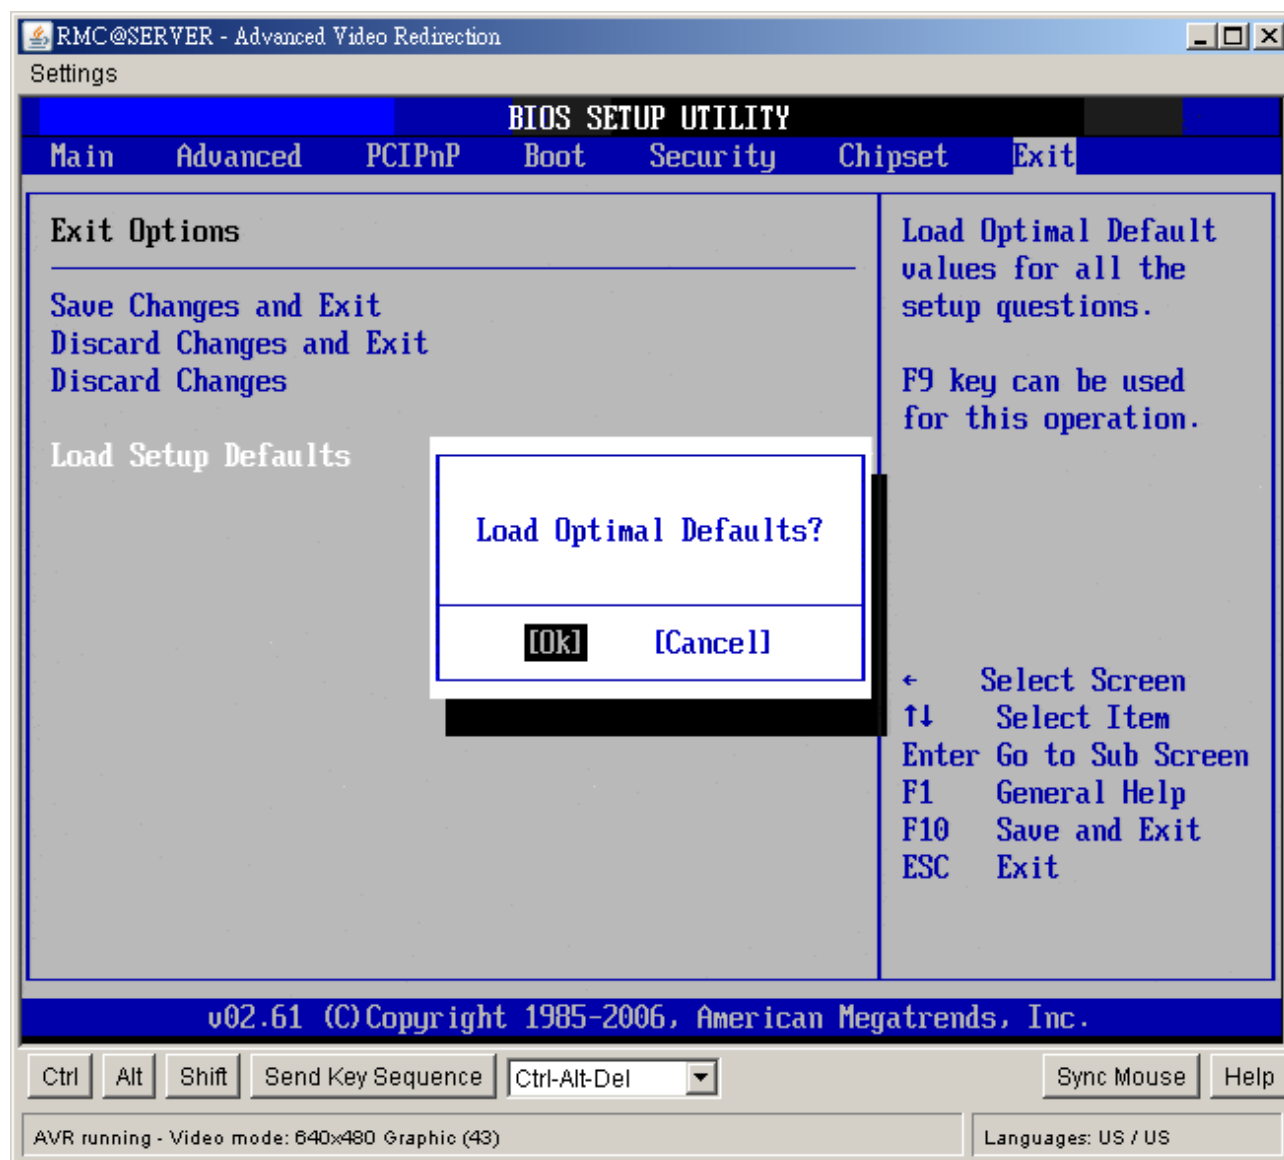 RMC@SERVER - Advanced Video Redirection
Settings
BIOS SETUP UTILITY
Main Advanced PCIPnP Boot Security Chipset Exit
Exit Options
Save Changes and Exit
Discard Changes and Exit
Discard Changes
Load Setup Defaults
Load Optimal Default
values for all the
setup questions.
F9 key can be used
for this operation.
Load Optimal Defaults?
[Ok] [Cancel]
← Select Screen
↑↓ Select Item
Enter Go to Sub Screen
F1 General Help
F10 Save and Exit
ESC Exit
v02.61 (C)Copyright 1985-2006, American Megatrends, Inc.
Ctrl Alt Shift Send Key Sequence Ctrl-Alt-Del Sync Mouse Help
AVR running - Video mode: 640x480 Graphic (43) Languages: US / US